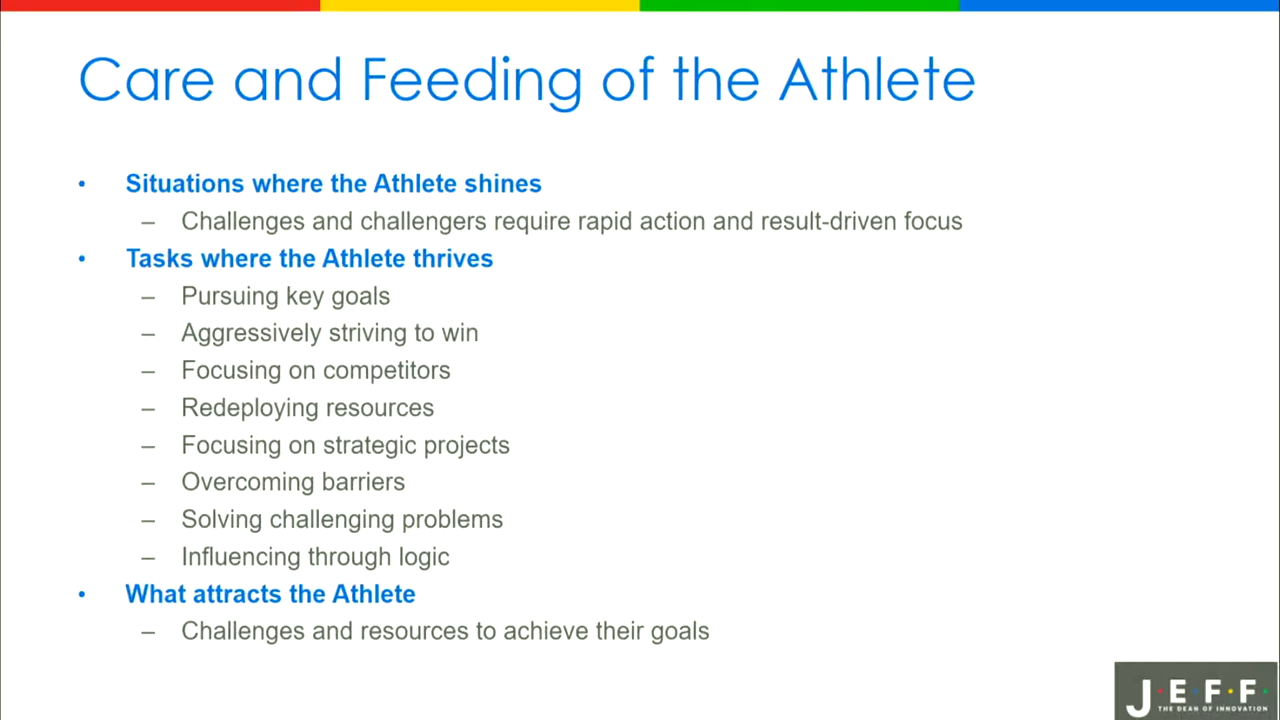 Care and Feeding of the Athlete
• Situations where the Athlete shines
– Challenges and challengers require rapid action and result-driven focus
• Tasks where the Athlete thrives
– Pursuing key goals
– Aggressively striving to win
– Focusing on competitors
– Redeploying resources
– Focusing on strategic projects
– Overcoming barriers
– Solving challenging problems
– Influencing through logic
• What attracts the Athlete
– Challenges and resources to achieve their goals
J·E·F·F·
THE DEAN OF INNOVATION